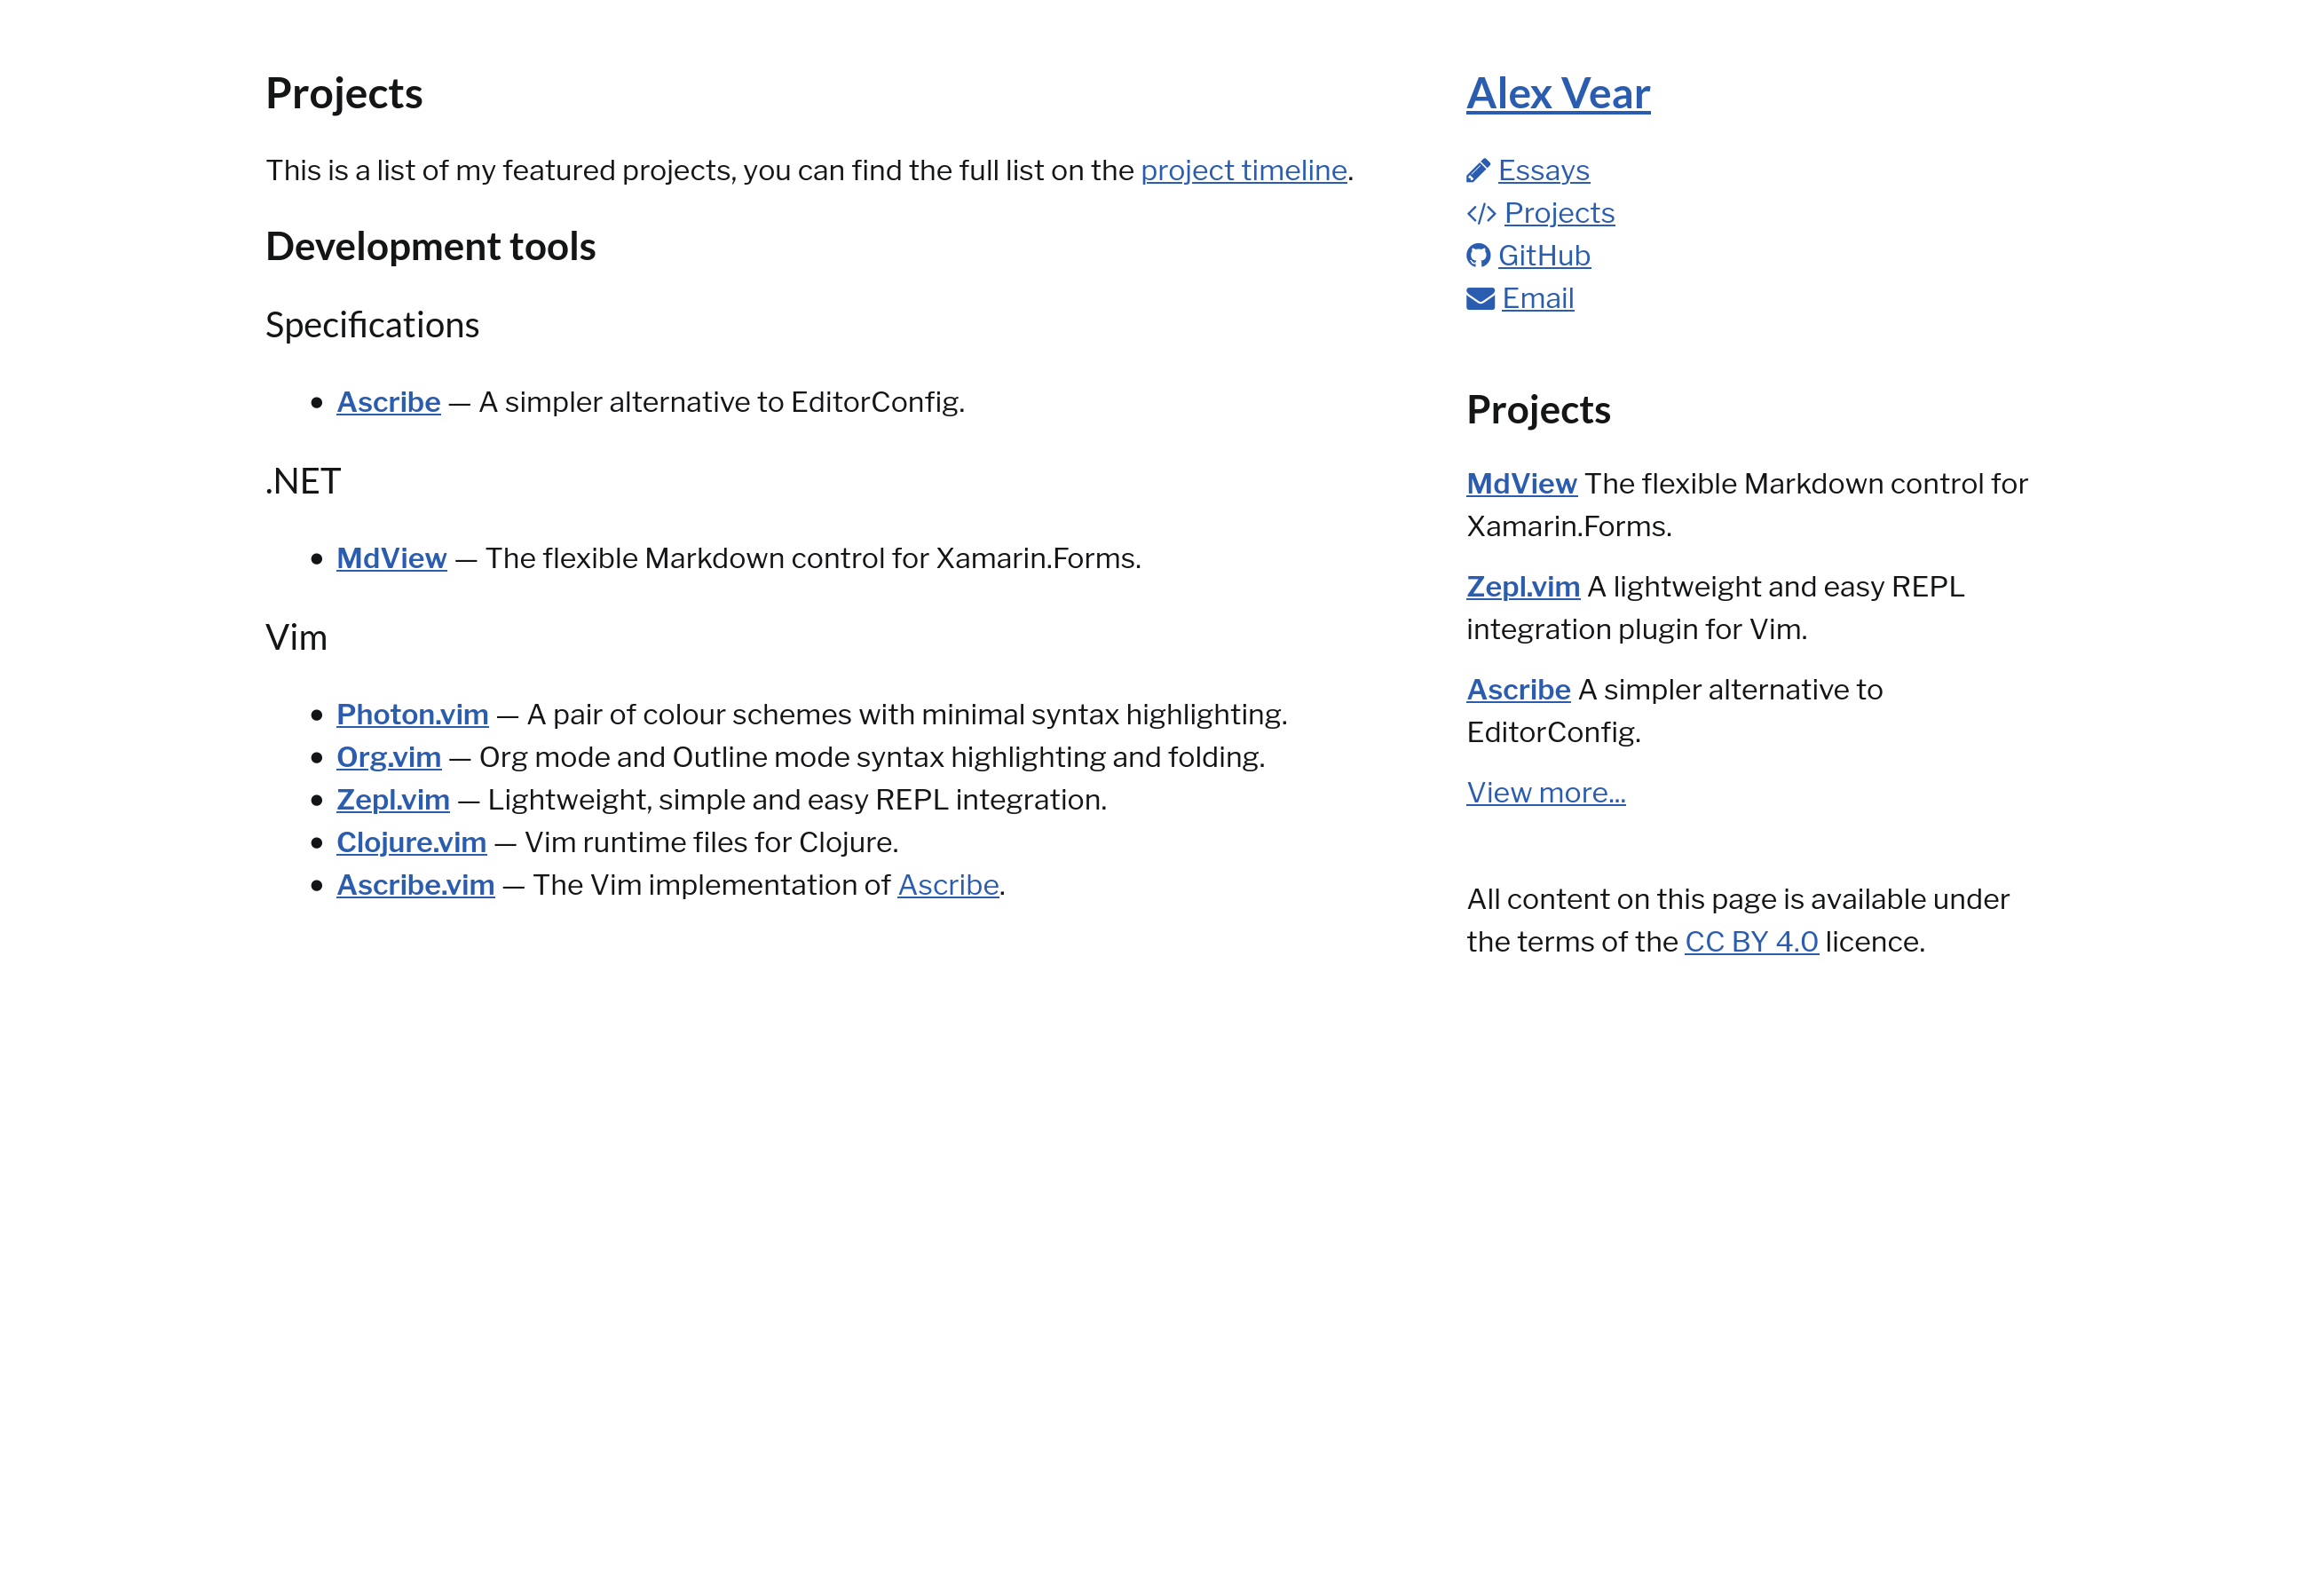 Projects
This is a list of my featured projects, you can find the full list on the project timeline.
Development tools
Specifications
• Ascribe — A simpler alternative to EditorConfig.
.NET
• MdView — The flexible Markdown control for Xamarin.Forms.
Vim
• Photon.vim — A pair of colour schemes with minimal syntax highlighting.
• Org.vim — Org mode and Outline mode syntax highlighting and folding.
• Zepl.vim — Lightweight, simple and easy REPL integration.
• Clojure.vim — Vim runtime files for Clojure.
• Ascribe.vim — The Vim implementation of Ascribe.
Alex Vear
Essays
Projects
GitHub
Email
Projects
MdView The flexible Markdown control for
Xamarin.Forms.
Zepl.vim A lightweight and easy REPL
integration plugin for Vim.
Ascribe A simpler alternative to
EditorConfig.
View more...
All content on this page is available under
the terms of the CC BY 4.0 licence.